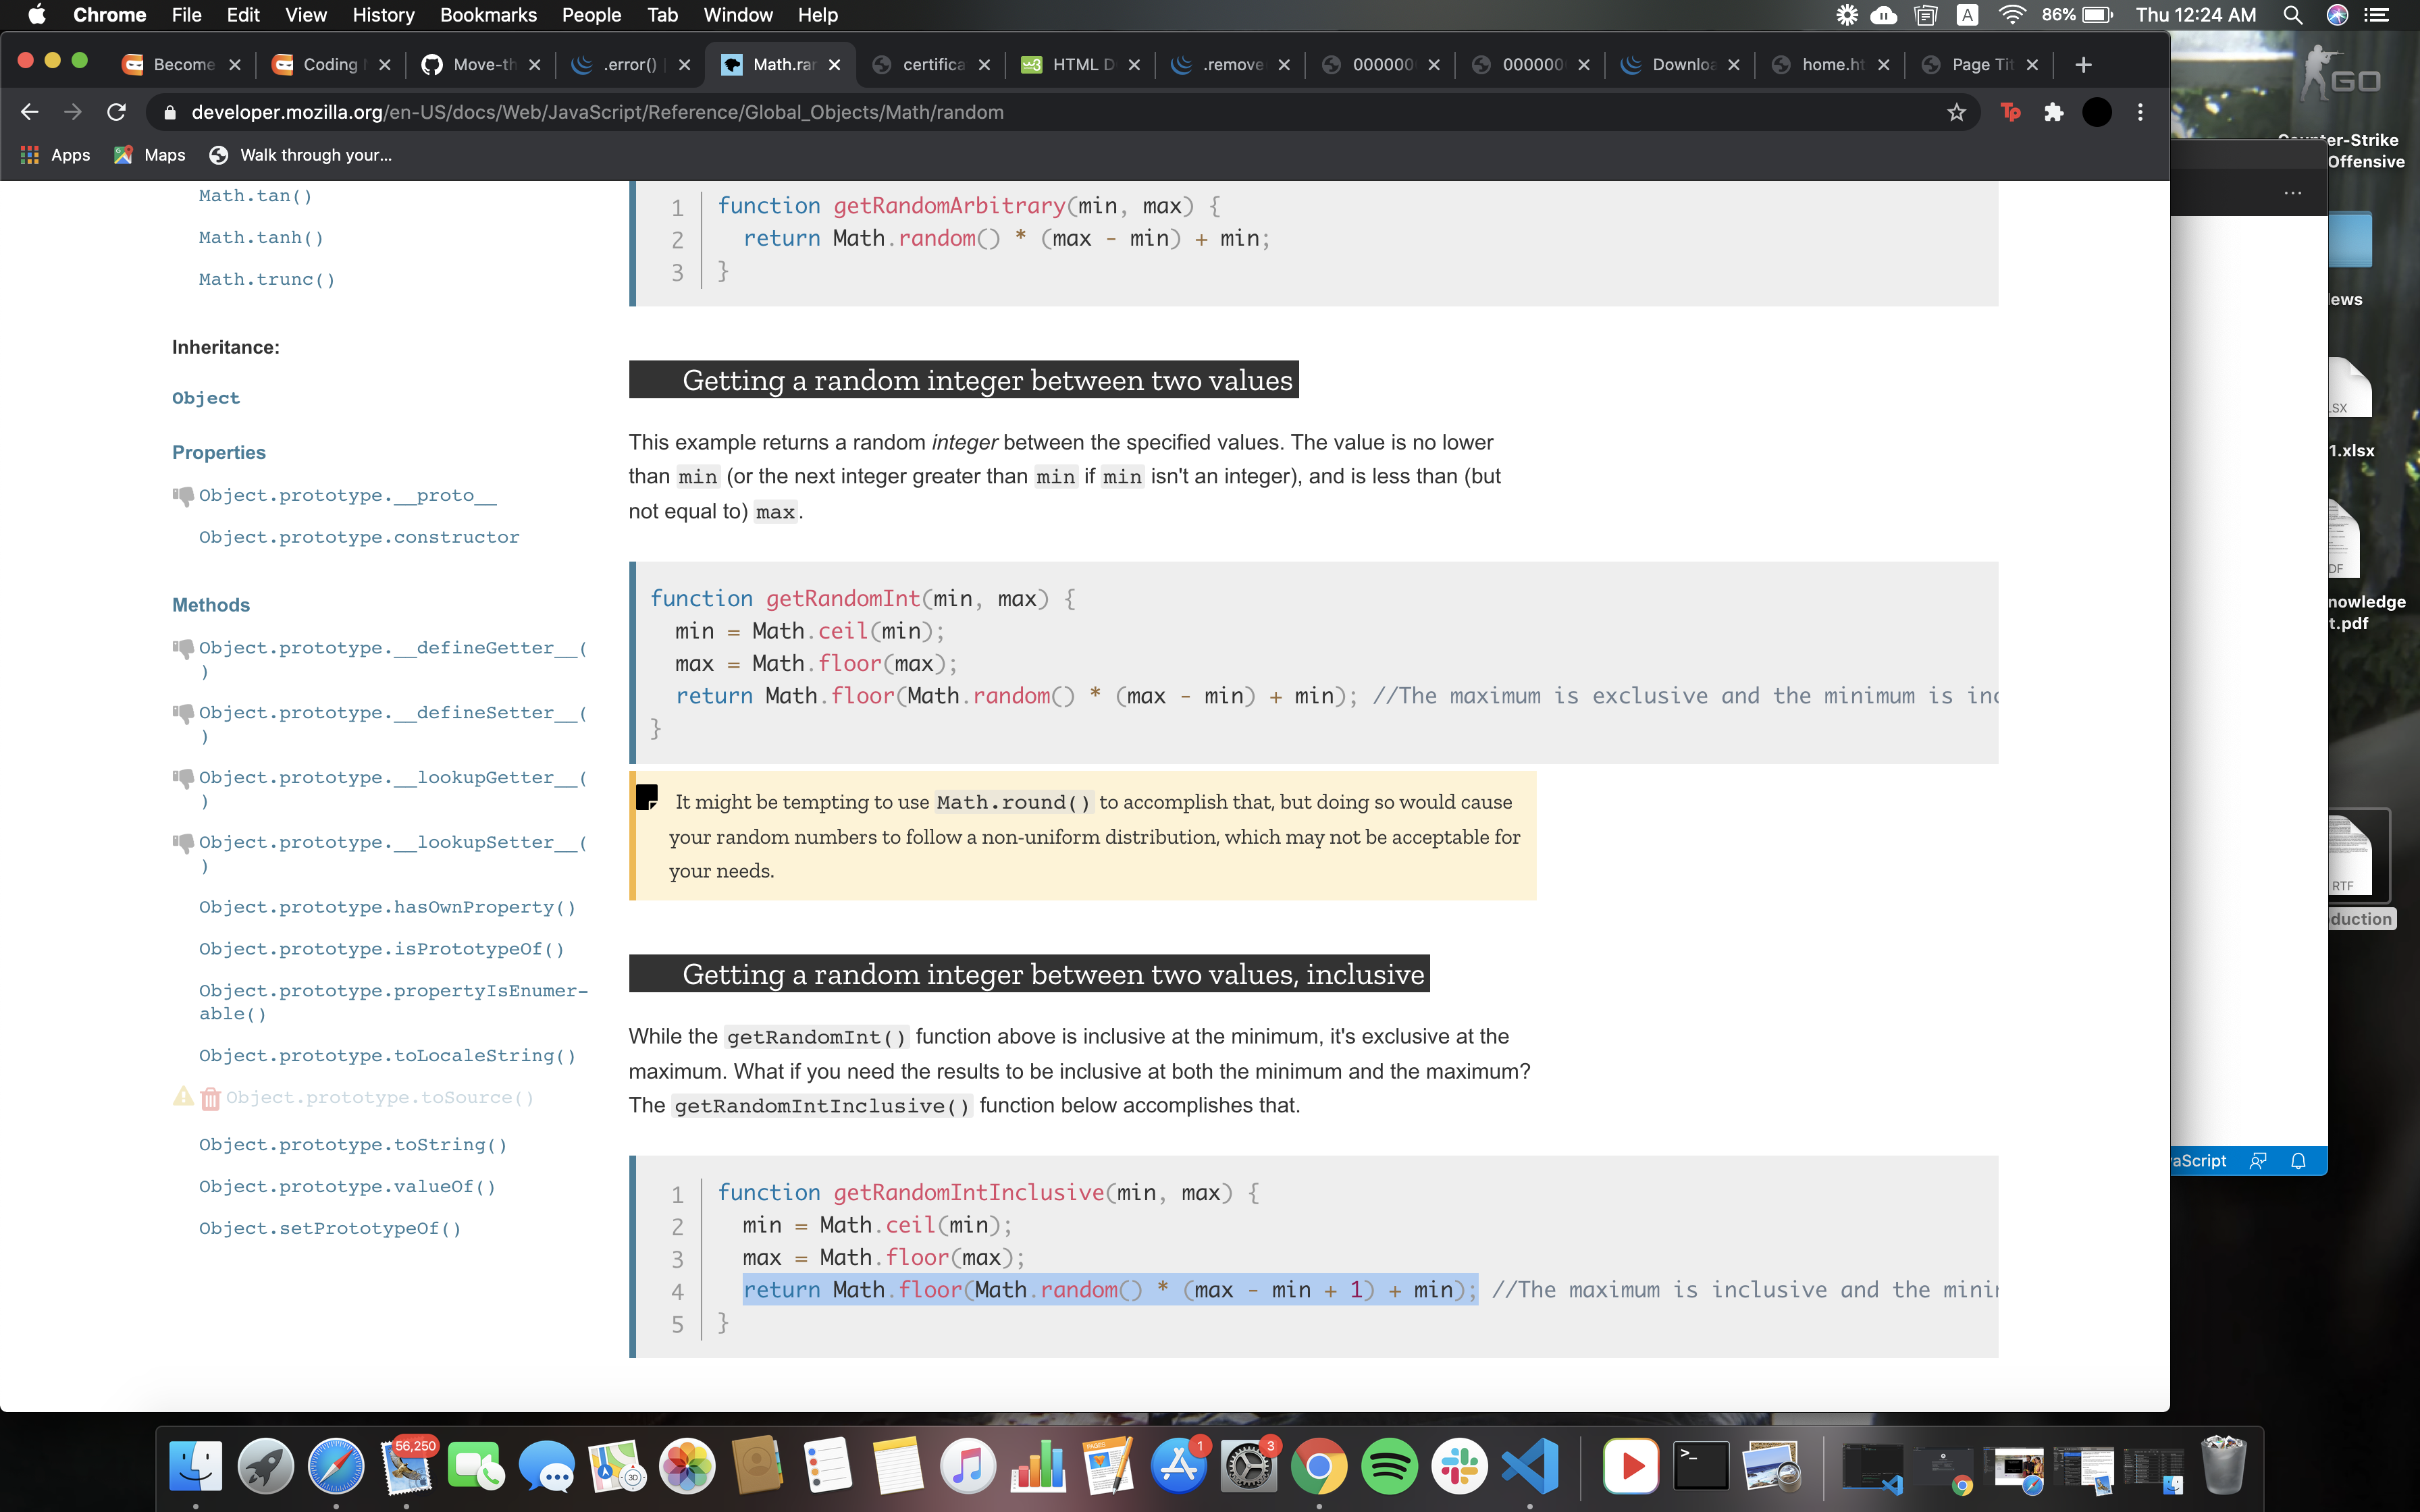 Chrome File Edit View History Bookmarks People Tab Window Help
A 86% Thu 12:24 AM
Become Coding Move-th .error() | Math.rar certifica HTML D .remove 000000 000000 Downloa home.ht Page Tit
developer.mozilla.org/en-US/docs/Web/JavaScript/Reference/Global_Objects/Math/random
Tp
Apps Maps Walk through your...
GO
er-Strike
Offensive
Math.tan()
Math.tanh()
Math.trunc()
Inheritance:
Object
Properties
Object.prototype.__proto__
Object.prototype.constructor
Methods
Object.prototype.__defineGetter__(
)
Object.prototype.__defineSetter__(
)
Object.prototype.__lookupGetter__(
)
Object.prototype.__lookupSetter__(
)
Object.prototype.hasOwnProperty()
Object.prototype.isPrototypeOf()
Object.prototype.propertyIsEnumer-
able()
Object.prototype.toLocaleString()
Object.prototype.toSource()
Object.prototype.toString()
Object.prototype.valueOf()
Object.setPrototypeOf()
1 function getRandomArbitrary(min, max) {
2 return Math.random() * (max - min) + min;
3 }
Getting a random integer between two values
This example returns a random integer between the specified values. The value is no lower
than min (or the next integer greater than min if min isn't an integer), and is less than (but
not equal to) max.
function getRandomInt(min, max) {
min = Math.ceil(min);
max = Math.floor(max);
return Math.floor(Math.random() * (max - min) + min); //The maximum is exclusive and the minimum is inc
}
It might be tempting to use Math.round() to accomplish that, but doing so would cause
your random numbers to follow a non-uniform distribution, which may not be acceptable for
your needs.
Getting a random integer between two values, inclusive
While the getRandomInt() function above is inclusive at the minimum, it's exclusive at the
maximum. What if you need the results to be inclusive at both the minimum and the maximum?
The getRandomIntInclusive() function below accomplishes that.
1 function getRandomIntInclusive(min, max) {
2 min = Math.ceil(min);
3 max = Math.floor(max);
4 return Math.floor(Math.random() * (max - min + 1) + min); //The maximum is inclusive and the minin
5 }
iews
LSX
1.xlsx
DF
nowledge
t.pdf
RTF
duction
aScript
56,250
3D
PAGES
1
3